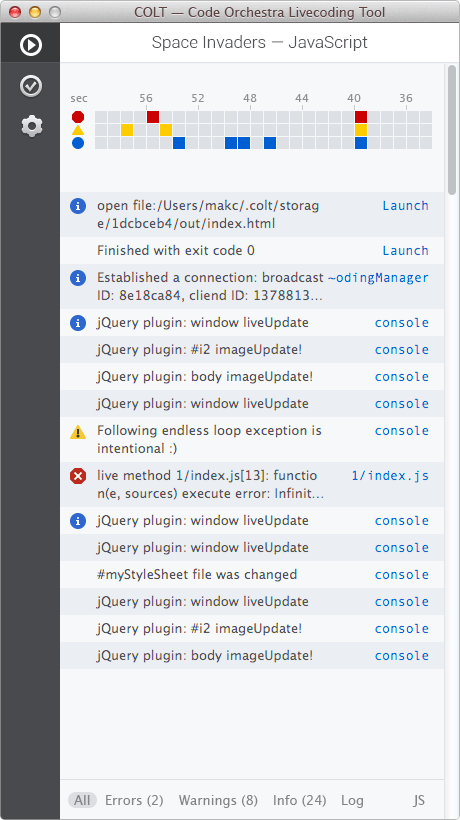 COLT — Code Orchestra Livecoding Tool
Space Invaders — JavaScript
sec 56 52 48 44 40 36
open file:/Users/makc/.colt/storag Launch
e/1dcbceb4/out/index.html
Finished with exit code 0 Launch
Established a connection: broadcast ~odingManager
ID: 8e18ca84, cliend ID: 1378813...
jQuery plugin: window liveUpdate console
jQuery plugin: #i2 imageUpdate! console
jQuery plugin: body imageUpdate! console
jQuery plugin: window liveUpdate console
Following endless loop exception is console
intentional :)
live method 1/index.js[13]: functio 1/index.js
n(e, sources) execute error: Infinit...
jQuery plugin: window liveUpdate console
jQuery plugin: window liveUpdate console
#myStyleSheet file was changed console
jQuery plugin: window liveUpdate console
jQuery plugin: #i2 imageUpdate! console
jQuery plugin: body imageUpdate! console
All Errors (2) Warnings (8) Info (24) Log JS